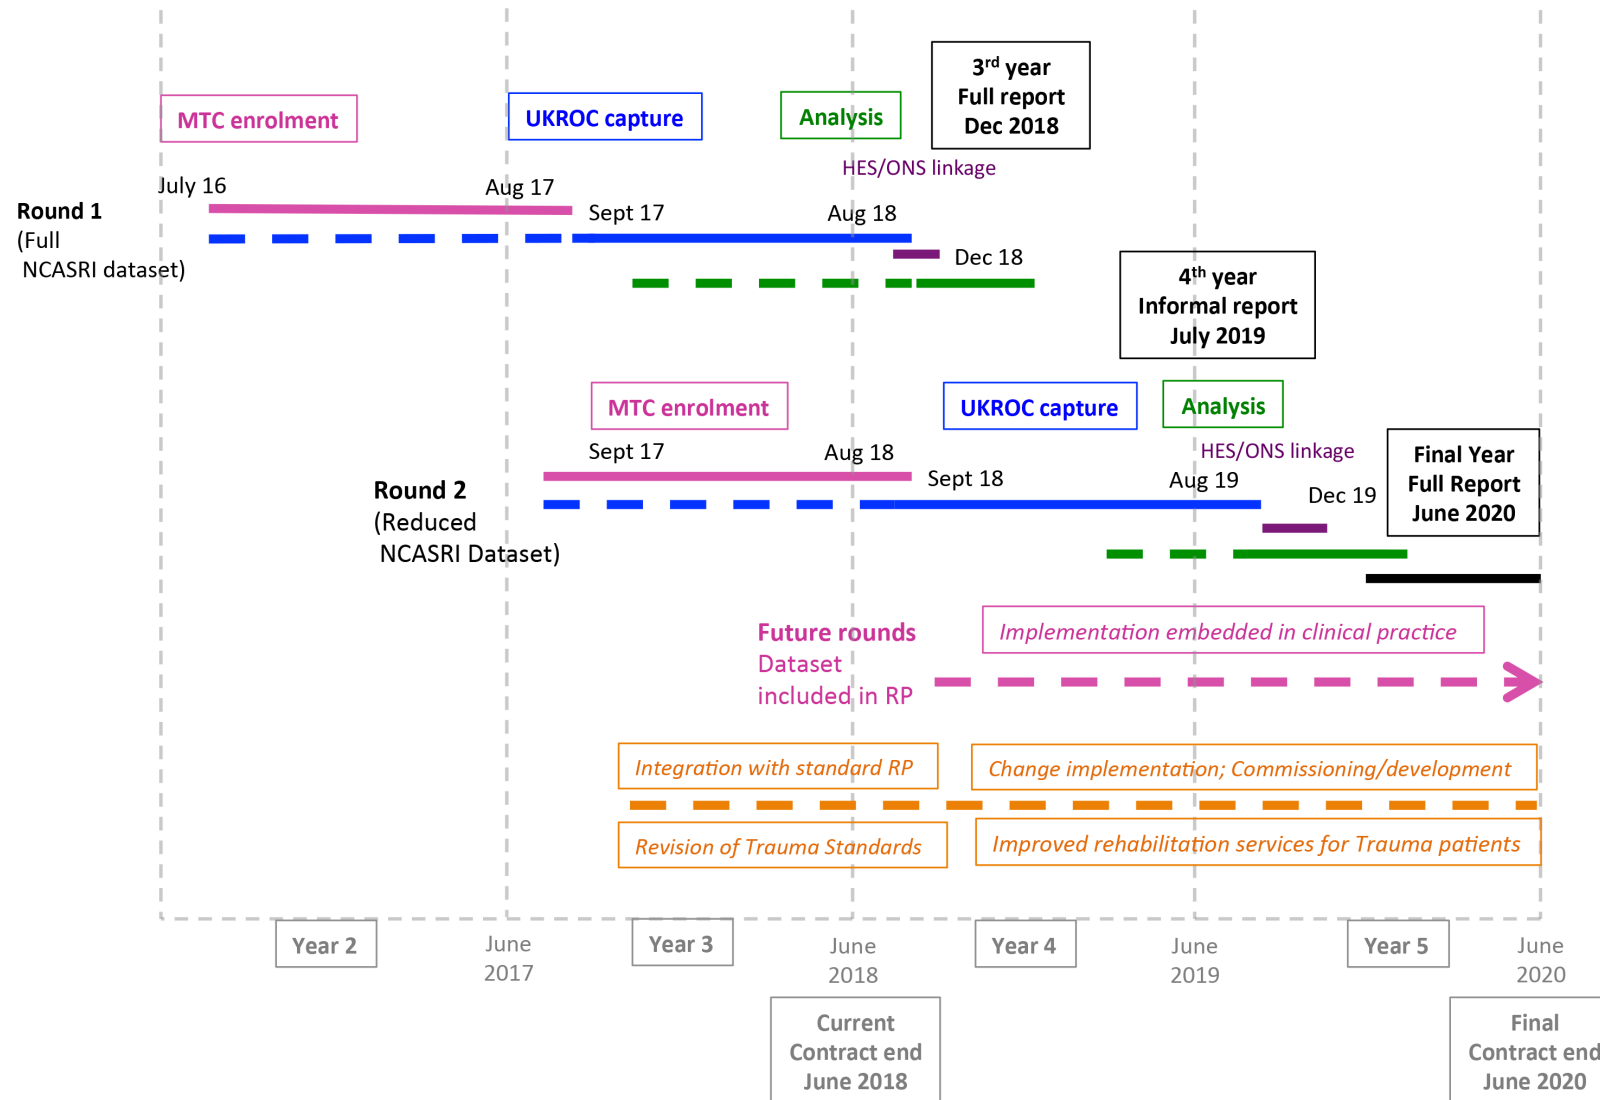 3rd year
Full report
Dec 2018
MTC enrolment
UKROC capture
Analysis
HES/ONS linkage
July 16
Aug 17
Round 1
(Full
NCASRI dataset)
Sept 17
Aug 18
Dec 18
4th year
Informal report
July 2019
MTC enrolment
UKROC capture
Analysis
HES/ONS linkage
Sept 17
Aug 18
Round 2
(Reduced
NCASRI Dataset)
Sept 18
Aug 19
Dec 19
Final Year
Full Report
June 2020
Future rounds
Dataset
included in RP
Implementation embedded in clinical practice
Integration with standard RP
Change implementation; Commissioning/development
Revision of Trauma Standards
Improved rehabilitation services for Trauma patients
Year 2
June
2017
Year 3
June
2018
Year 4
June
2019
Year 5
June
2020
Current
Contract end
June 2018
Final
Contract end
June 2020